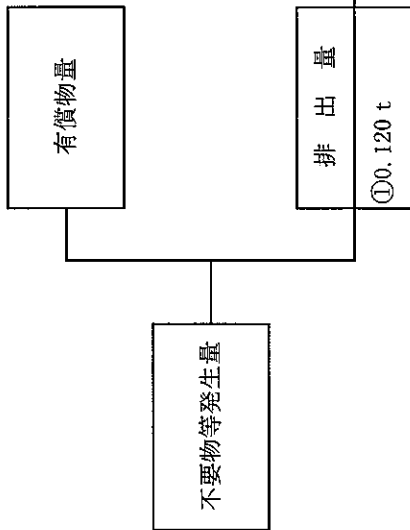 不要物等発生量
有償物量
排出量
①0.120 t